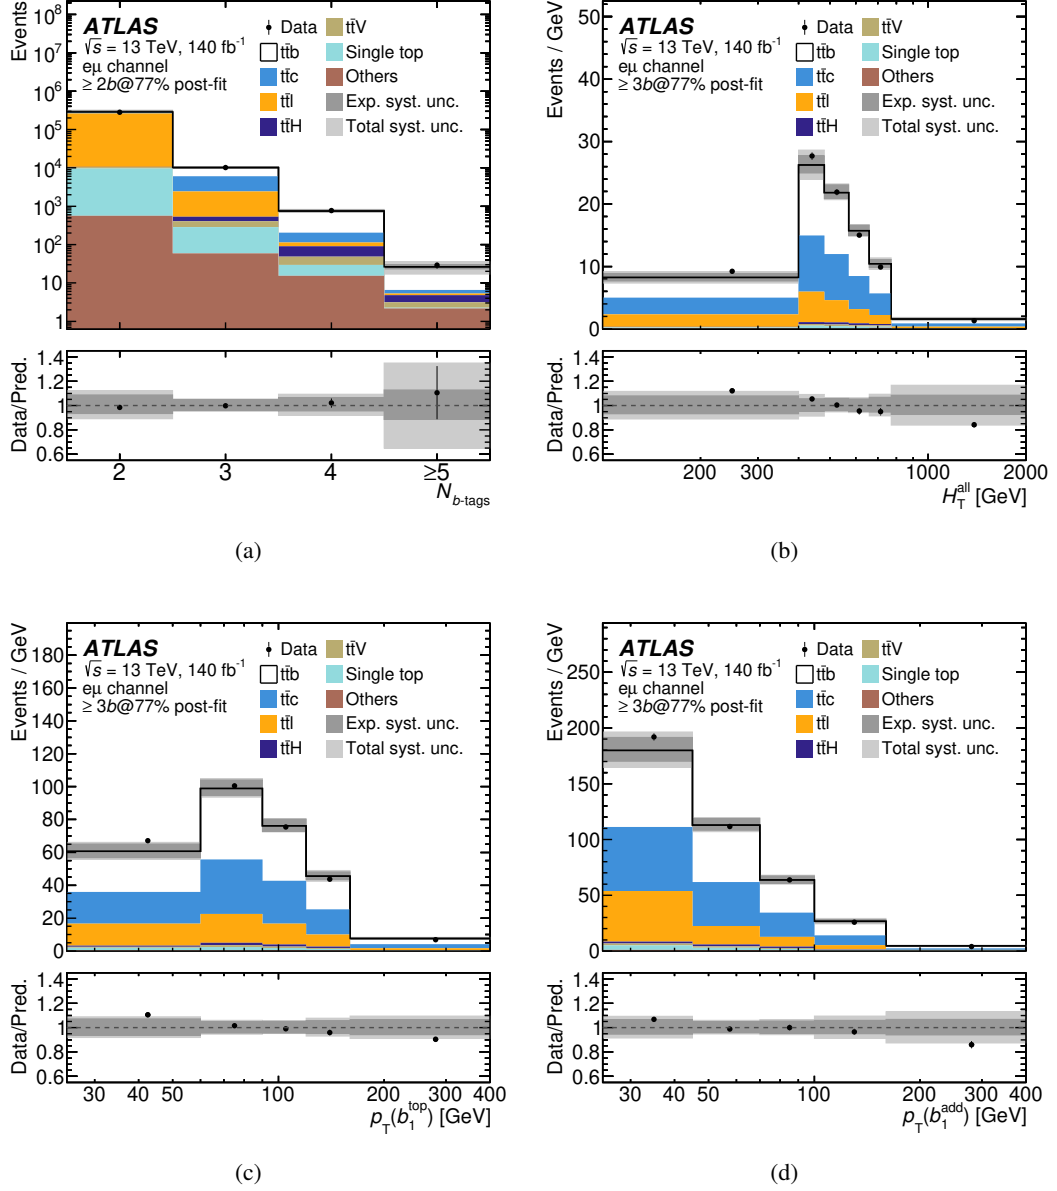 ATLAS
√s = 13 TeV, 140 fb⁻¹
eμ channel
≥ 2b@77% post-fit
Data
tt̄b
tt̄c
tt̄l
tt̄H
tt̄V
Single top
Others
Exp. syst. unc.
Total syst. unc.
Events
10⁸
10⁷
10⁶
10⁵
10⁴
10³
10²
10
1
Data/Pred.
1.4
1.2
1
0.8
0.6
2 3 4 ≥5
N b-tags
(a)
ATLAS
√s = 13 TeV, 140 fb⁻¹
eμ channel
≥ 3b@77% post-fit
Data
tt̄b
tt̄c
tt̄l
tt̄H
tt̄V
Single top
Others
Exp. syst. unc.
Total syst. unc.
Events / GeV
50
40
30
20
10
0
Data/Pred.
1.4
1.2
1
0.8
0.6
200 300 1000 2000
H_T^all [GeV]
(b)
ATLAS
√s = 13 TeV, 140 fb⁻¹
eμ channel
≥ 3b@77% post-fit
Data
tt̄b
tt̄c
tt̄l
tt̄H
tt̄V
Single top
Others
Exp. syst. unc.
Total syst. unc.
Events / GeV
180
160
140
120
100
80
60
40
20
0
Data/Pred.
1.4
1.2
1
0.8
0.6
30 40 50 100 200 300 400
p_T(b_1^top) [GeV]
(c)
ATLAS
√s = 13 TeV, 140 fb⁻¹
eμ channel
≥ 3b@77% post-fit
Data
tt̄b
tt̄c
tt̄l
tt̄H
tt̄V
Single top
Others
Exp. syst. unc.
Total syst. unc.
Events / GeV
250
200
150
100
50
0
Data/Pred.
1.4
1.2
1
0.8
0.6
30 40 50 100 200 300 400
p_T(b_1^add) [GeV]
(d)